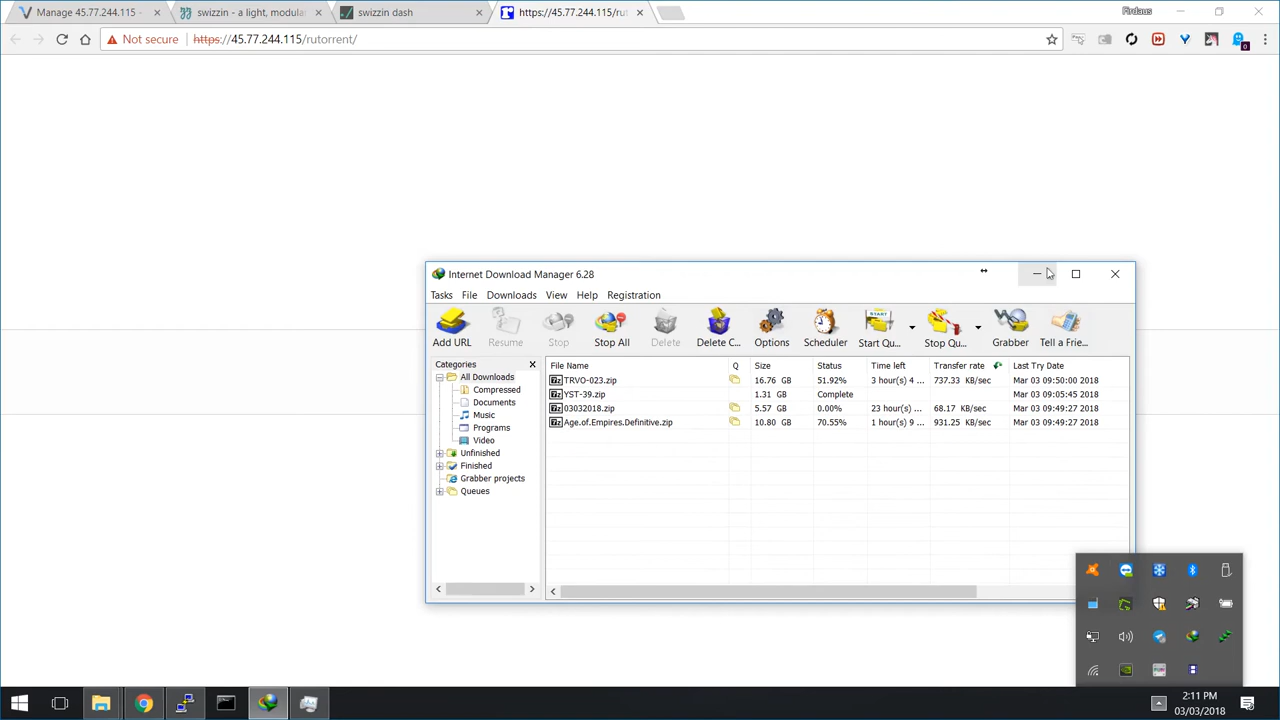 Manage 45.77.244.115 -
swizzin - a light, modula
swizzin dash
https://45.77.244.115/rut
Firdaus
Not secure
https://45.77.244.115/rutorrent/
0
Internet Download Manager 6.28
Tasks File Downloads View Help Registration
Add URL
Resume
Stop
Stop All
Delete
Delete C...
Options
Scheduler
Start Qu...
Stop Qu...
Grabber
Tell a Frie...
Categories
All Downloads
Compressed
Documents
Music
Programs
Video
Unfinished
Finished
Grabber projects
Queues
File Name Q Size Status Time left Transfer rate Last Try Date
TRVO-023.zip 16.76 GB 51.92% 3 hour(s) 4 ... 737.33 KB/sec Mar 03 09:50:00 2018
YST-39.zip 1.31 GB Complete Mar 03 09:05:45 2018
03032018.zip 5.57 GB 0.00% 23 hour(s) ... 68.17 KB/sec Mar 03 09:49:27 2018
Age.of.Empires.Definitive.zip 10.80 GB 70.55% 1 hour(s) 9 ... 931.25 KB/sec Mar 03 09:49:27 2018
2:11 PM
03/03/2018